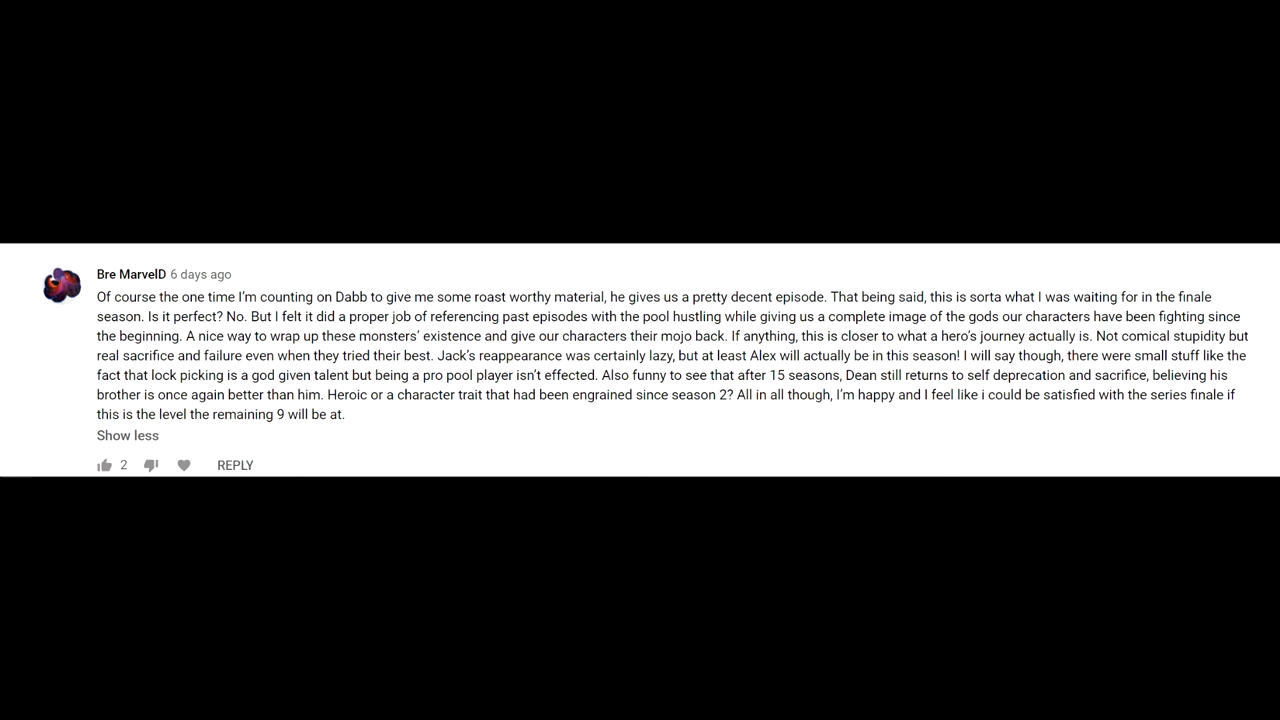 Bre MarvelD 6 days ago
Of course the one time I'm counting on Dabb to give me some roast worthy material, he gives us a pretty decent episode. That being said, this is sorta what I was waiting for in the finale
season. Is it perfect? No. But I felt it did a proper job of referencing past episodes with the pool hustling while giving us a complete image of the gods our characters have been fighting since
the beginning. A nice way to wrap up these monsters' existence and give our characters their mojo back. If anything, this is closer to what a hero's journey actually is. Not comical stupidity but
real sacrifice and failure even when they tried their best. Jack's reappearance was certainly lazy, but at least Alex will actually be in this season! I will say though, there were small stuff like the
fact that lock picking is a god given talent but being a pro pool player isn't effected. Also funny to see that after 15 seasons, Dean still returns to self deprecation and sacrifice, believing his
brother is once again better than him. Heroic or a character trait that had been engrained since season 2? All in all though, I'm happy and I feel like i could be satisfied with the series finale if
this is the level the remaining 9 will be at.
Show less
2 REPLY